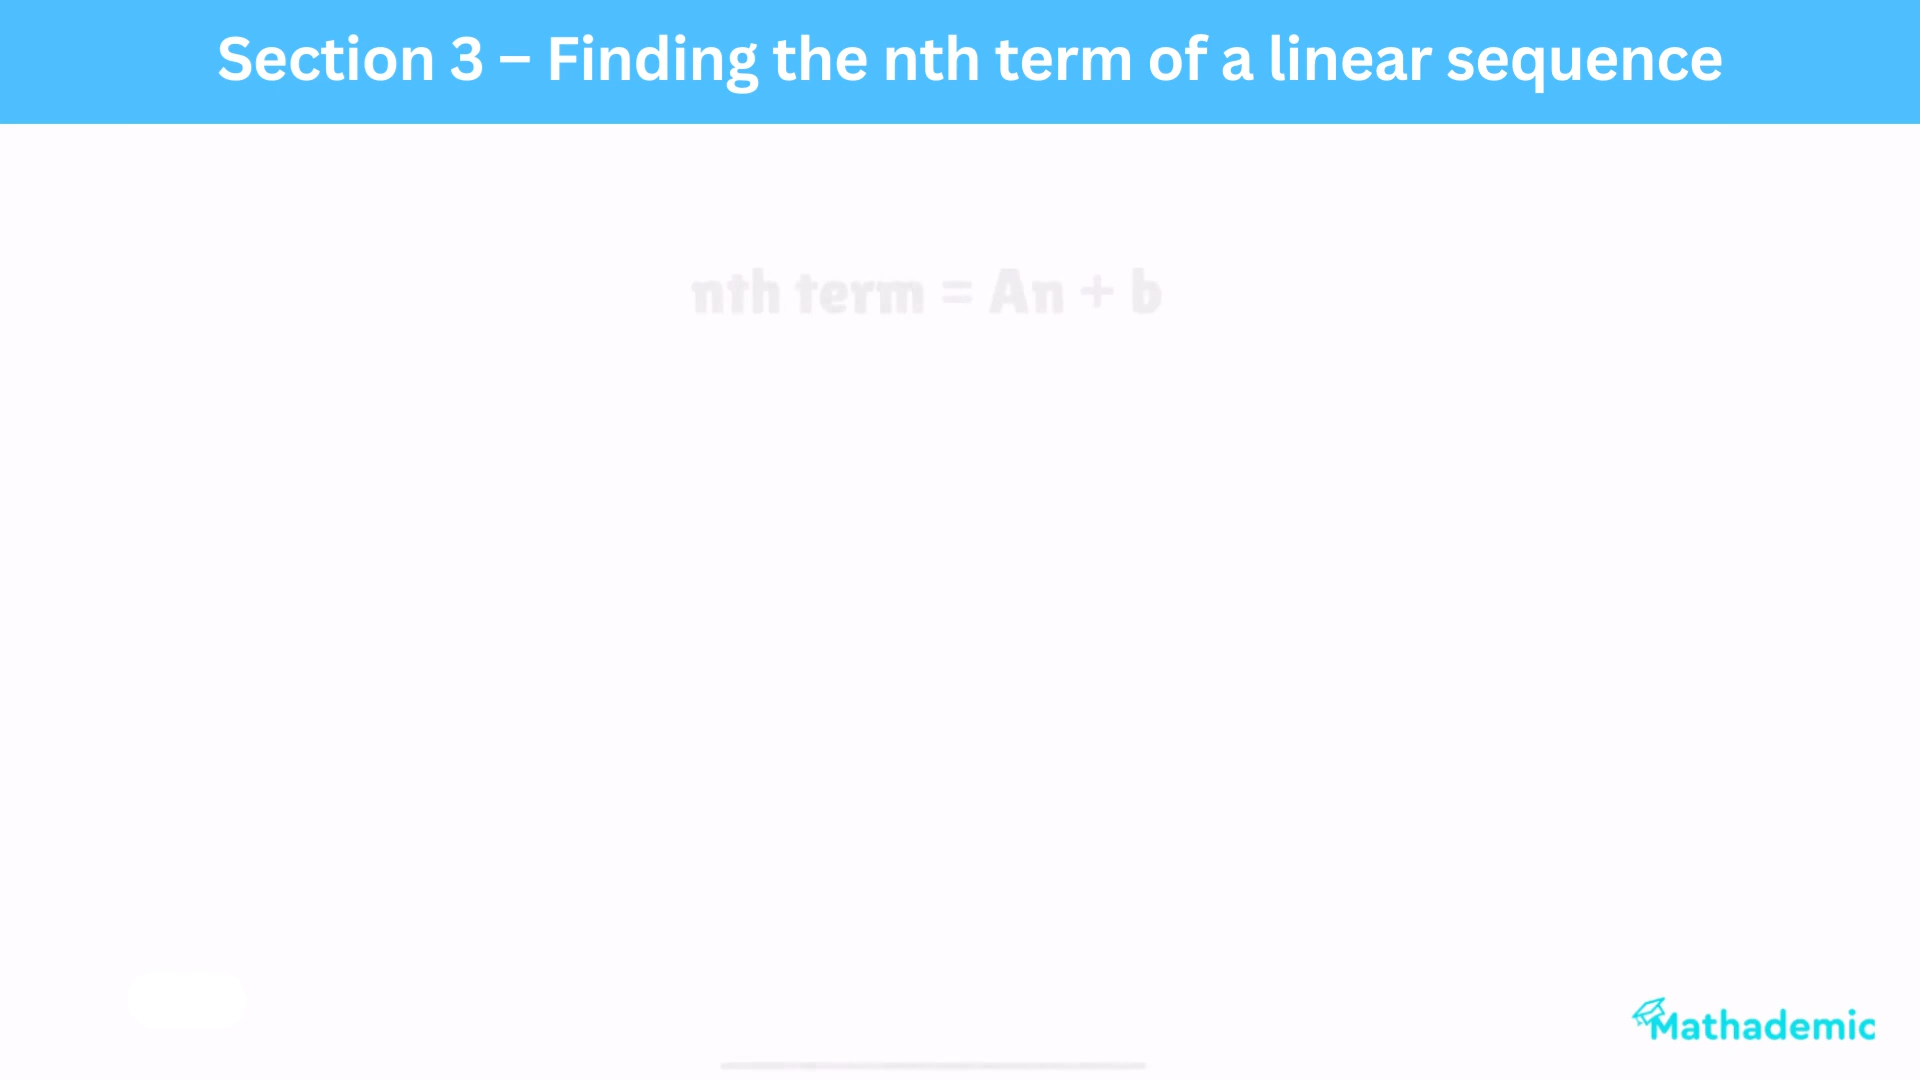 Section 3 – Finding the nth term of a linear sequence
nth term = An + b
Mathademic